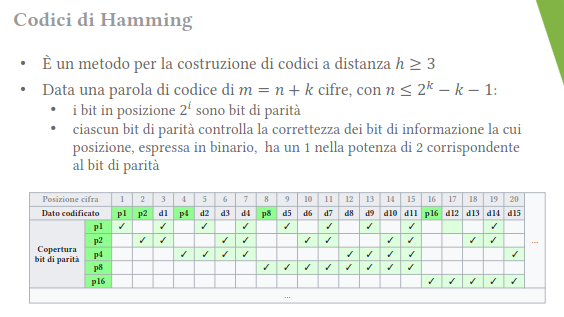 Codici di Hamming
• È un metodo per la costruzione di codici a distanza h ≥ 3
• Data una parola di codice di m = n + k cifre, con n ≤ 2^k − k − 1:
• i bit in posizione 2^i sono bit di parità
• ciascun bit di parità controlla la correttezza dei bit di informazione la cui
posizione, espressa in binario, ha un 1 nella potenza di 2 corrispondente
al bit di parità
Posizione cifra 1 2 3 4 5 6 7 8 9 10 11 12 13 14 15 16 17 18 19 20
Dato codificato p1 p2 d1 p4 d2 d3 d4 p8 d5 d6 d7 d8 d9 d10 d11 p16 d12 d13 d14 d15
Copertura
bit di parità
p1 ✓ ✓ ✓ ✓ ✓ ✓ ✓ ✓ ✓
p2 ✓ ✓ ✓ ✓ ✓ ✓ ✓ ✓ ✓ ✓
p4 ✓ ✓ ✓ ✓ ✓ ✓ ✓ ✓ ✓
p8 ✓ ✓ ✓ ✓ ✓ ✓ ✓ ✓
p16 ✓ ✓ ✓ ✓ ✓
...
...